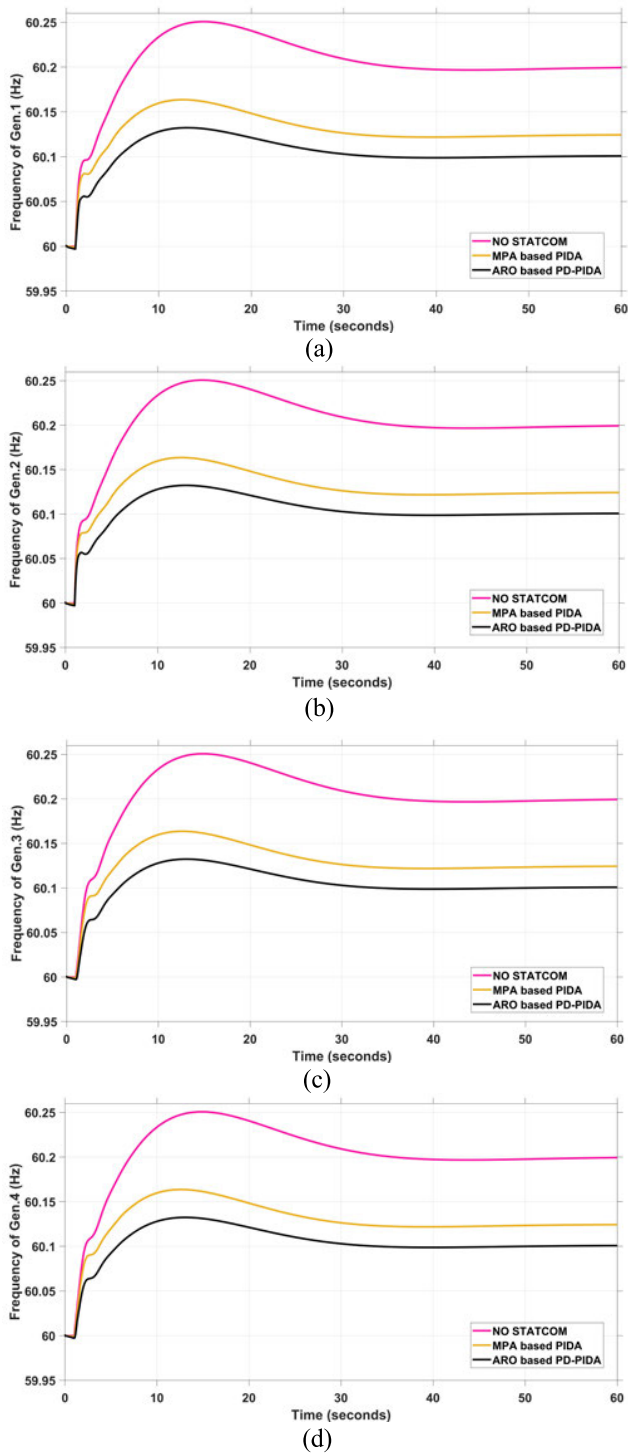 Frequency of Gen.1 (Hz)
60.25
60.2
60.15
60.1
60.05
60
59.95
NO STATCOM
MPA based PIDA
ARO based PD-PIDA
0 10 20 30 40 50 60
Time (seconds)
(a)
Frequency of Gen.2 (Hz)
60.25
60.2
60.15
60.1
60.05
60
59.95
NO STATCOM
MPA based PIDA
ARO based PD-PIDA
0 10 20 30 40 50 60
Time (seconds)
(b)
Frequency of Gen.3 (Hz)
60.25
60.2
60.15
60.1
60.05
60
59.95
NO STATCOM
MPA based PIDA
ARO based PD-PIDA
0 10 20 30 40 50 60
Time (seconds)
(c)
Frequency of Gen.4 (Hz)
60.25
60.2
60.15
60.1
60.05
60
59.95
NO STATCOM
MPA based PIDA
ARO based PD-PIDA
0 10 20 30 40 50 60
Time (seconds)
(d)